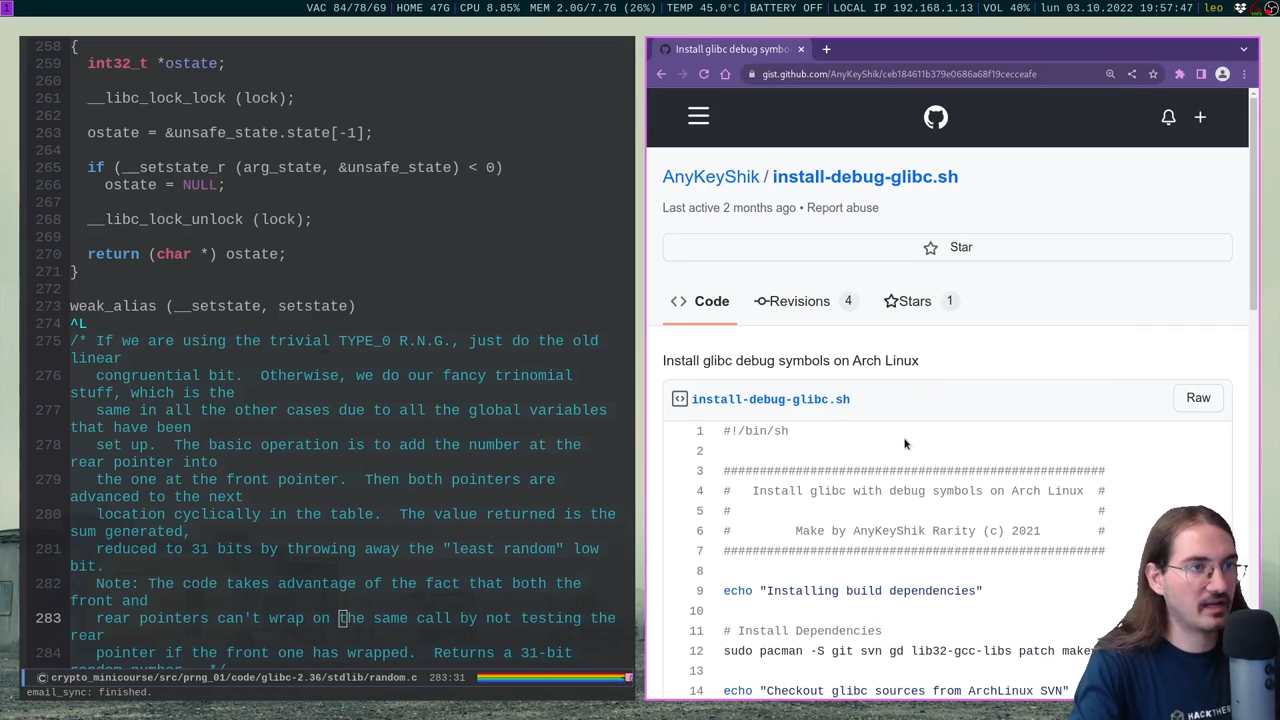 1
VAC 84/78/69 | HOME 47G | CPU 8.85% MEM 2.0G/7.7G (26%) | TEMP 45.0°C | BATTERY OFF | LOCAL IP 192.168.1.13 | VOL 40% | lun 03.10.2022 19:57:47 | leo
258 {
259 int32_t *ostate;
260
261 __libc_lock_lock (lock);
262
263 ostate = &unsafe_state.state[-1];
264
265 if (__setstate_r (arg_state, &unsafe_state) < 0)
266 ostate = NULL;
267
268 __libc_lock_unlock (lock);
269
270 return (char *) ostate;
271 }
272
273 weak_alias (__setstate, setstate)
274 ^L
275 /* If we are using the trivial TYPE_0 R.N.G., just do the old
linear
276 congruential bit.  Otherwise, we do our fancy trinomial
stuff, which is the
277 same in all the other cases due to all the global variables
that have been
278 set up.  The basic operation is to add the number at the
rear pointer into
279 the one at the front pointer.  Then both pointers are
advanced to the next
280 location cyclically in the table.  The value returned is the
sum generated,
281 reduced to 31 bits by throwing away the "least random" low
bit.
282 Note: The code takes advantage of the fact that both the
front and
283 rear pointers can't wrap on the same call by not testing the
rear
284 pointer if the front one has wrapped.  Returns a 31-bit
random number.  */
crypto_minicourse/src/prng_01/code/glibc-2.36/stdlib/random.c 283:31
email_sync: finished.
Install glibc debug symbo
gist.github.com/AnyKeyShik/ceb184611b379e0686a68f19cecceafe
AnyKeyShik / install-debug-glibc.sh
Last active 2 months ago • Report abuse
Star
Code Revisions 4 Stars 1
Install glibc debug symbols on Arch Linux
install-debug-glibc.sh
Raw
1 #!/bin/sh
2
3 #####################################################
4 # Install glibc with debug symbols on Arch Linux #
5 # #
6 # Make by AnyKeyShik Rarity (c) 2021 #
7 #####################################################
8
9 echo "Installing build dependencies"
10
11 # Install Dependencies
12 sudo pacman -S git svn gd lib32-gcc-libs patch make
13
14 echo "Checkout glibc sources from ArchLinux SVN"
HACKTHEB